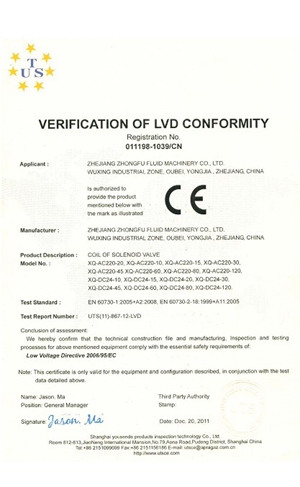 T
U S
VERIFICATION OF LVD CONFORMITY
Registration No.
011198-1039/CN
Applicant : ZHEJIANG ZHONGFU FLUID MACHINERY CO., LTD.
WUXING INDUSTRIAL ZONE, OUBEI, YONGJIA , ZHEJIANG, CHINA
Is authorized to
provide the product
mentioned below with
the mark as illustrated
CE
Manufacturer : ZHEJIANG ZHONGFU FLUID MACHINERY CO., LTD.
WUXING INDUSTRIAL ZONE, OUBEI, YONGJIA , ZHEJIANG, CHINA
Product Description : COIL OF SOLENOID VALVE
Model No. : XQ-AC220-20, XQ-AC220-10, XQ-AC220-15, XQ-AC220-30,
XQ-AC220-45 XQ-AC220-60, XQ-AC220-80, XQ-AC220-120,
XQ-DC24-10, XQ-DC24-15, XQ-DC24-20, XQ-DC24-30,
XQ-DC24-45, XQ-DC24-60, XQ-DC24-80, XQ-DC24-120,
Test Standard : EN 60730-1:2005+A2:2008, EN 60730-2-18:1999+A11:2005
Test Report Number : UTS(11)-867-12-LVD
Conclusion of assessment:
We hereby confirm that the technical construction file and manufacturing, inspection and testing
processes for above mentioned equipment comply with the essential safety requirements of:
Low Voltage Directive 2006/95/EC
Note: This certificate is only valid for the equipment and configuration described, in conjunction with the test
data detailed above.
Name: Jason. Ma Third Party Authority
Position: General Manager Stamp:
Signature: Jason Ma Date: Dec. 20, 2011
Shanghai youseende products inspection technology Co., Ltd.